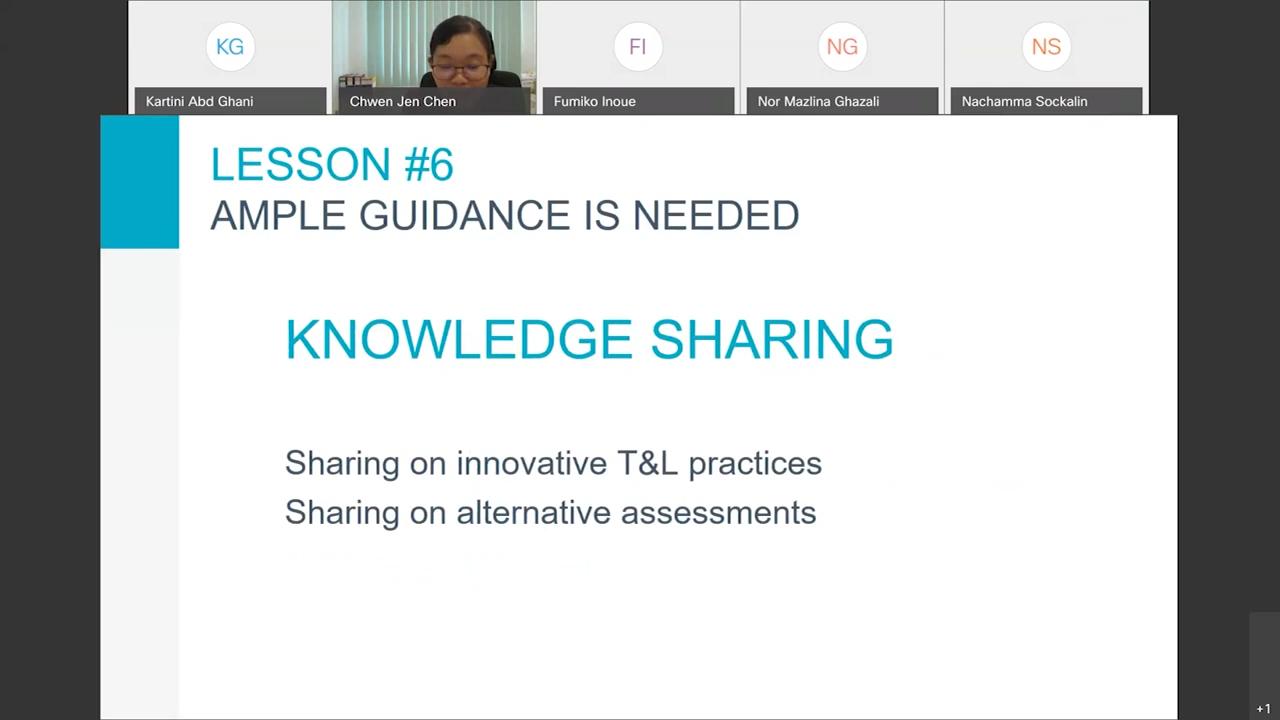 KG
FI
NG
NS
Kartini Abd Ghani
Chwen Jen Chen
Fumiko Inoue
Nor Mazlina Ghazali
Nachamma Sockalin
LESSON #6
AMPLE GUIDANCE IS NEEDED
KNOWLEDGE SHARING
Sharing on innovative T&L practices
Sharing on alternative assessments
+1